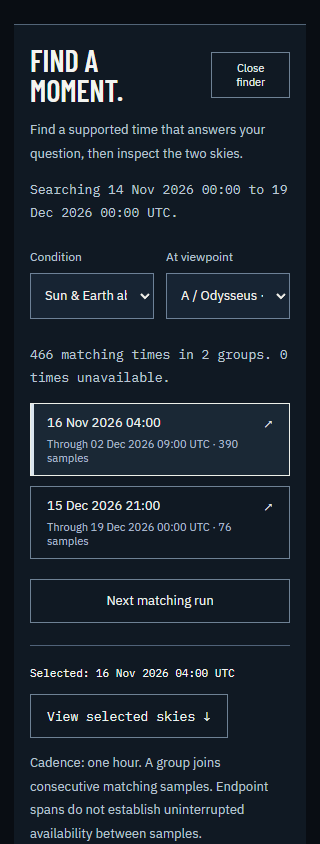 FIND A
MOMENT.
Close
finder
Find a supported time that answers your
question, then inspect the two skies.
Searching 14 Nov 2026 00:00 to 19
Dec 2026 00:00 UTC.
Condition
At viewpoint
Sun & Earth
A / Odysseus ·
466 matching times in 2 groups. 0
times unavailable.
16 Nov 2026 04:00 ↗
Through 02 Dec 2026 09:00 UTC · 390
samples
15 Dec 2026 21:00 ↗
Through 19 Dec 2026 00:00 UTC · 76
samples
Next matching run
Selected: 16 Nov 2026 04:00 UTC
View selected skies ↓
Cadence: one hour. A group joins
consecutive matching samples. Endpoint
spans do not establish uninterrupted
availability between samples.